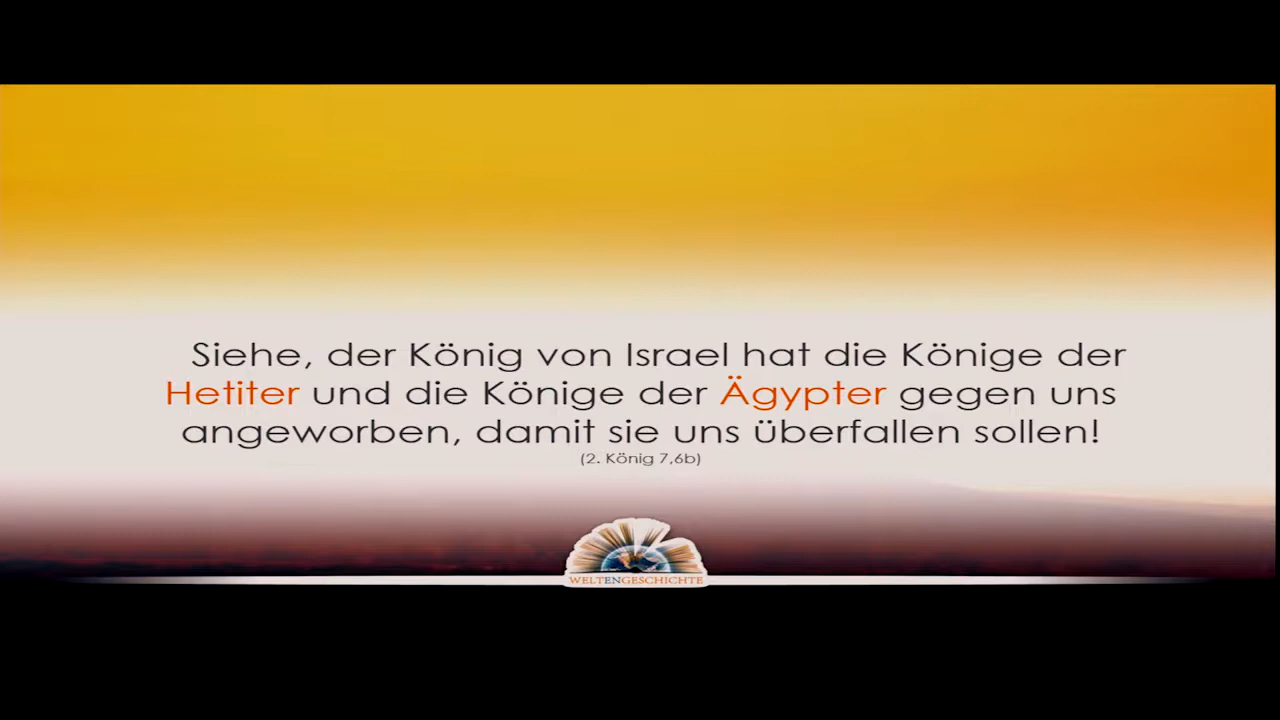 Siehe, der König von Israel hat die Könige der
Hetiter und die Könige der Ägypter gegen uns
angeworben, damit sie uns überfallen sollen!
(2. König 7,6b)
WELTENGESCHICHTE